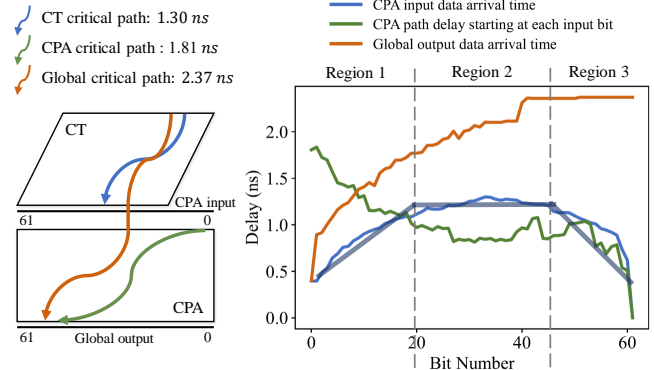 CT critical path: 1.30 ns
CPA critical path : 1.81 ns
Global critical path: 2.37 ns
CT
CPA input
61
0
CPA
61
Global output
0
CPA input data arrival time
CPA path delay starting at each input bit
Global output data arrival time
Region 1
Region 2
Region 3
Delay (ns)
2.0
1.5
1.0
0.5
0.0
0
20
40
60
Bit Number